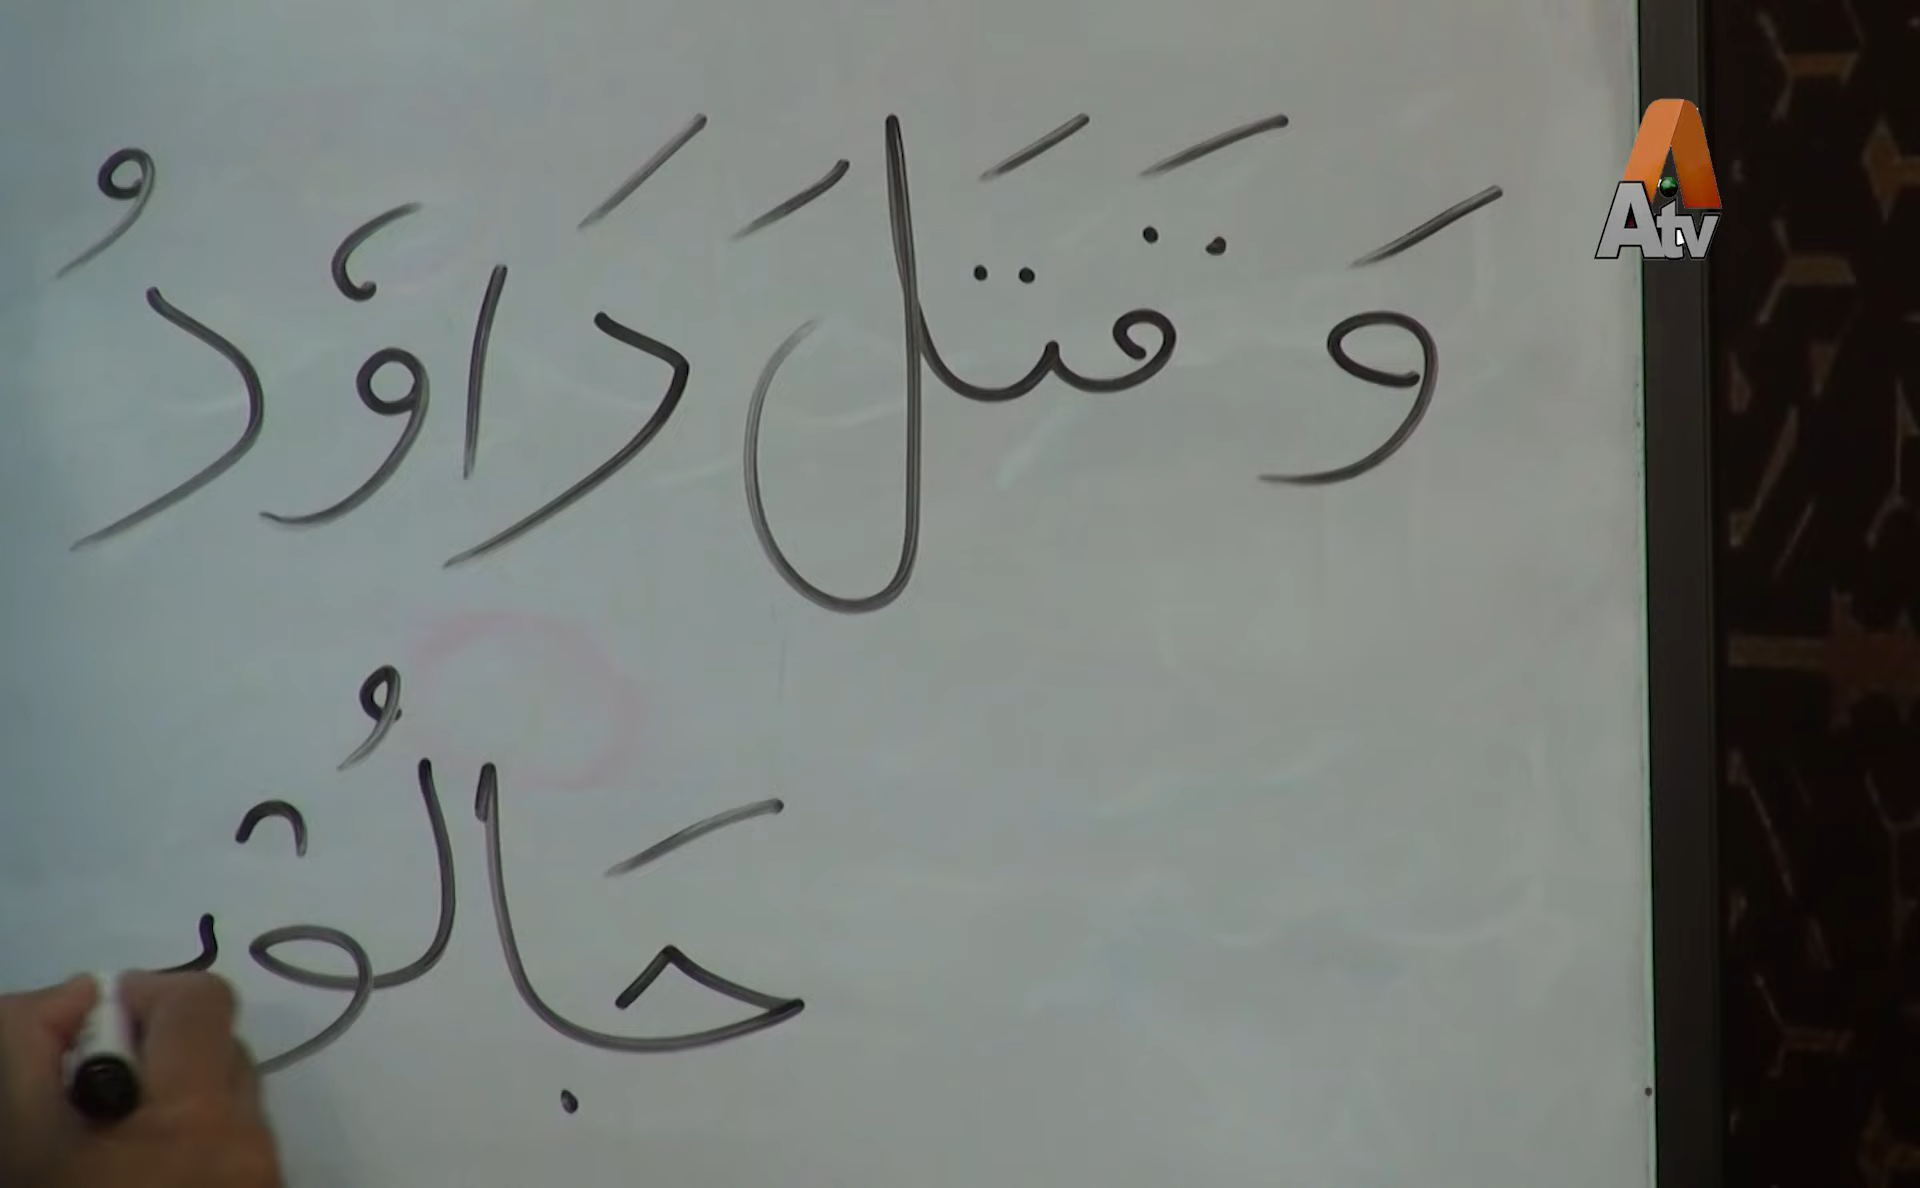 وَ قَتَلَ دَاوٗدُ
جَالُوْ
Atv